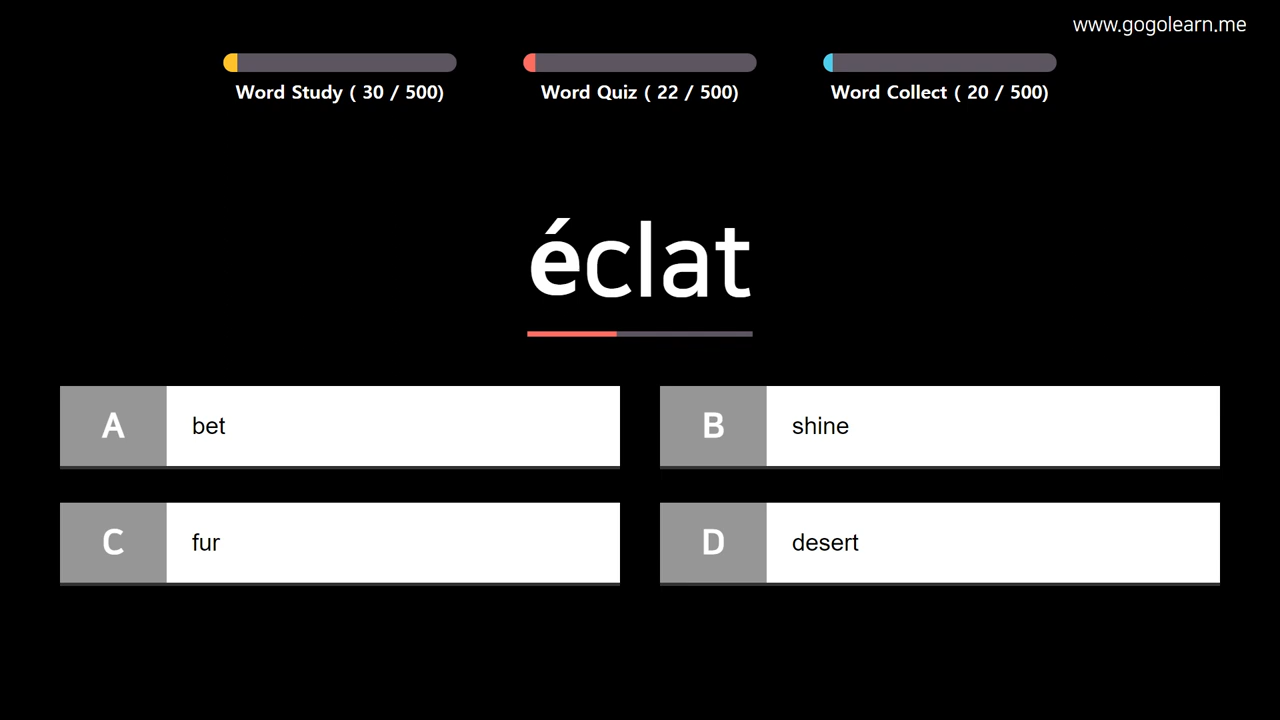 www.gogolearn.me
Word Study ( 30 / 500)
Word Quiz ( 22 / 500)
Word Collect ( 20 / 500)
éclat
A bet
B shine
C fur
D desert